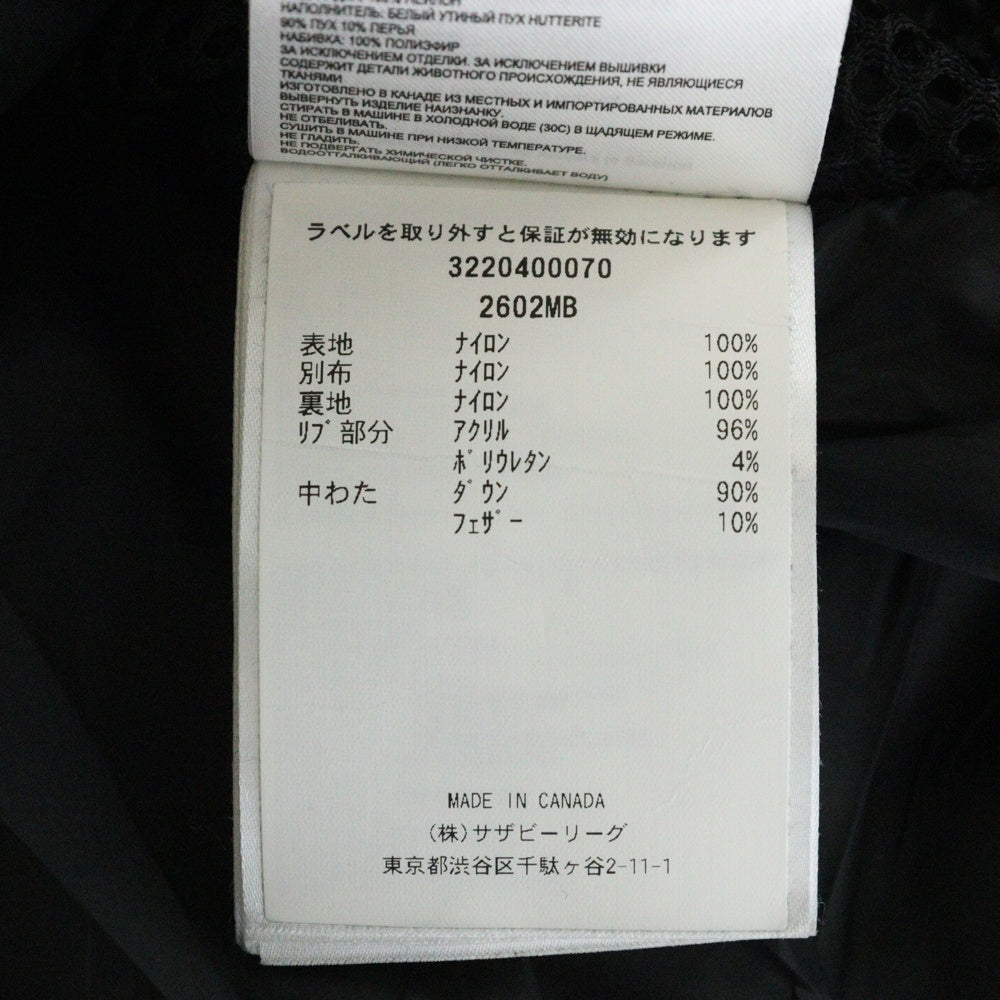 НАПОЛНИТЕЛЬ: БЕЛЫЙ УТИНЫЙ ПУХ HUTTERITE
90% ПУХ 10% ПЕРЬЯ
НАБИВКА: 100% ПОЛИЭФИР
ЗА ИСКЛЮЧЕНИЕМ ОТДЕЛКИ. ЗА ИСКЛЮЧЕНИЕМ ВЫШИВКИ
СОДЕРЖИТ ДЕТАЛИ ЖИВОТНОГО ПРОИСХОЖДЕНИЯ, НЕ ЯВЛЯЮЩИЕСЯ
ТКАНЯМИ
ИЗГОТОВЛЕНО В КАНАДЕ ИЗ МЕСТНЫХ И ИМПОРТИРОВАННЫХ МАТЕРИАЛОВ
ВЫВЕРНУТЬ ИЗДЕЛИЕ НАИЗНАНКУ.
СТИРАТЬ В МАШИНЕ В ХОЛОДНОЙ ВОДЕ (30С) В ЩАДЯЩЕМ РЕЖИМЕ.
НЕ ОТБЕЛИВАТЬ.
СУШИТЬ В МАШИНЕ ПРИ НИЗКОЙ ТЕМПЕРАТУРЕ.
НЕ ГЛАДИТЬ.
НЕ ПОДВЕРГАТЬ ХИМИЧЕСКОЙ ЧИСТКЕ.
ВОДООТТАЛКИВАЮЩИЙ (ЛЕГКО ОТТАЛКИВАЕТ ВОДУ)
ラベルを取り外すと保証が無効になります
3220400070
2602MB
表地 ﾅｲﾛﾝ 100%
別布 ﾅｲﾛﾝ 100%
裏地 ﾅｲﾛﾝ 100%
ﾘﾌﾞ部分 ｱｸﾘﾙ 96%
ﾎﾟﾘｳﾚﾀﾝ 4%
中わた ﾀﾞｳﾝ 90%
ﾌｪｻﾞｰ 10%
MADE IN CANADA
(株)サザビーリーグ
東京都渋谷区千駄ヶ谷2-11-1